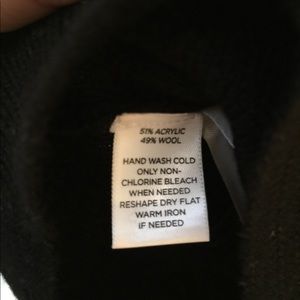 51% ACRYLIC
49% WOOL
HAND WASH COLD
ONLY NON-
CHLORINE BLEACH
WHEN NEEDED
RESHAPE DRY FLAT
WARM IRON
IF NEEDED